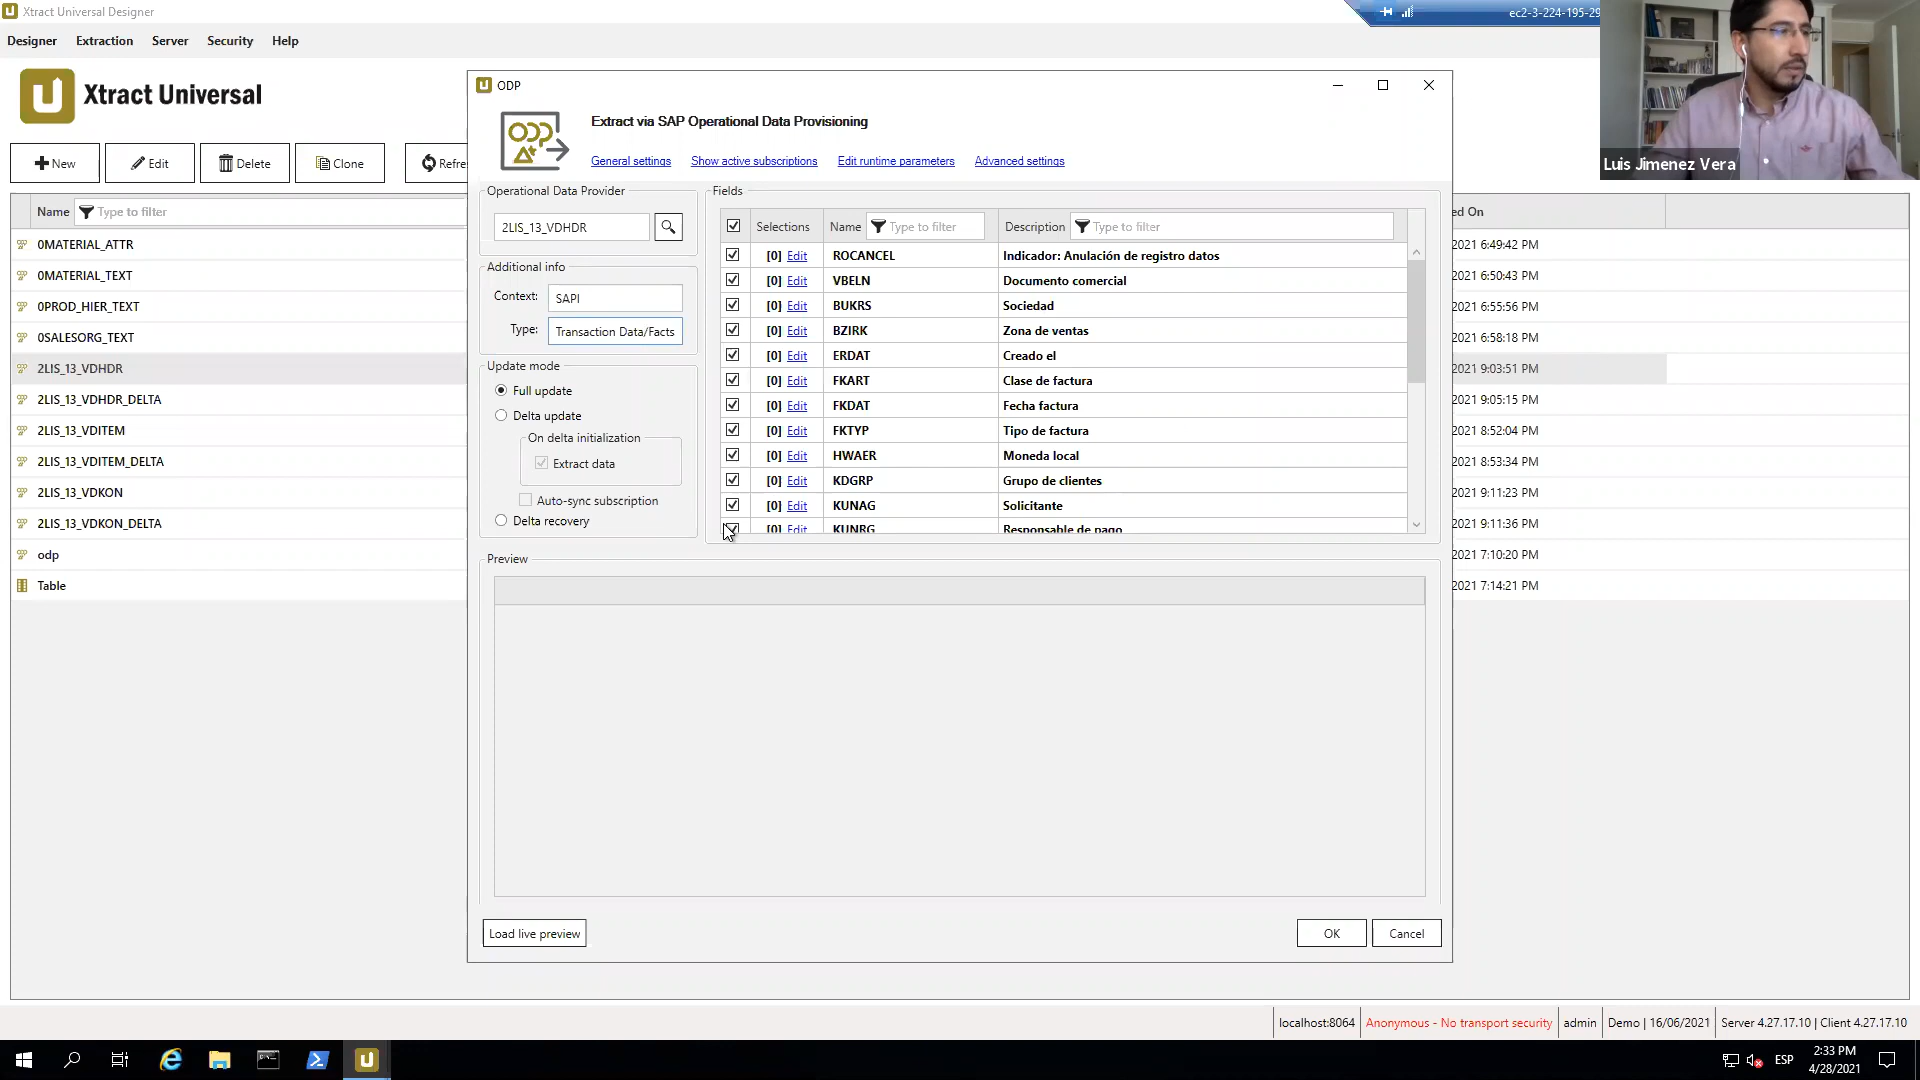 Xtract Universal Designer
ec2-3-224-195-29
Designer Extraction Server Security Help
Xtract Universal
New Edit Delete Clone Refre
Name Type to filter
0MATERIAL_ATTR
0MATERIAL_TEXT
0PROD_HIER_TEXT
0SALESORG_TEXT
2LIS_13_VDHDR
2LIS_13_VDHDR_DELTA
2LIS_13_VDITEM
2LIS_13_VDITEM_DELTA
2LIS_13_VDKON
2LIS_13_VDKON_DELTA
odp
Table
ODP
Extract via SAP Operational Data Provisioning
General settings Show active subscriptions Edit runtime parameters Advanced settings
Operational Data Provider
2LIS_13_VDHDR
Additional info
Context: SAPI
Type: Transaction Data/Facts
Update mode
Full update
Delta update
On delta initialization
Extract data
Auto-sync subscription
Delta recovery
Fields
Selections Name Type to filter Description Type to filter
[0] Edit ROCANCEL Indicador: Anulación de registro datos
[0] Edit VBELN Documento comercial
[0] Edit BUKRS Sociedad
[0] Edit BZIRK Zona de ventas
[0] Edit ERDAT Creado el
[0] Edit FKART Clase de factura
[0] Edit FKDAT Fecha factura
[0] Edit FKTYP Tipo de factura
[0] Edit HWAER Moneda local
[0] Edit KDGRP Grupo de clientes
[0] Edit KUNAG Solicitante
[0] Edit KUNRG Responsable de pago
Preview
Load live preview OK Cancel
ed On
2021 6:49:42 PM
2021 6:50:43 PM
2021 6:55:56 PM
2021 6:58:18 PM
2021 9:03:51 PM
2021 9:05:15 PM
2021 8:52:04 PM
2021 8:53:34 PM
2021 9:11:23 PM
2021 9:11:36 PM
2021 7:10:20 PM
2021 7:14:21 PM
Luis Jimenez Vera
localhost:8064 Anonymous - No transport security admin Demo | 16/06/2021 Server 4.27.17.10 | Client 4.27.17.10
ESP
2:33 PM
4/28/2021